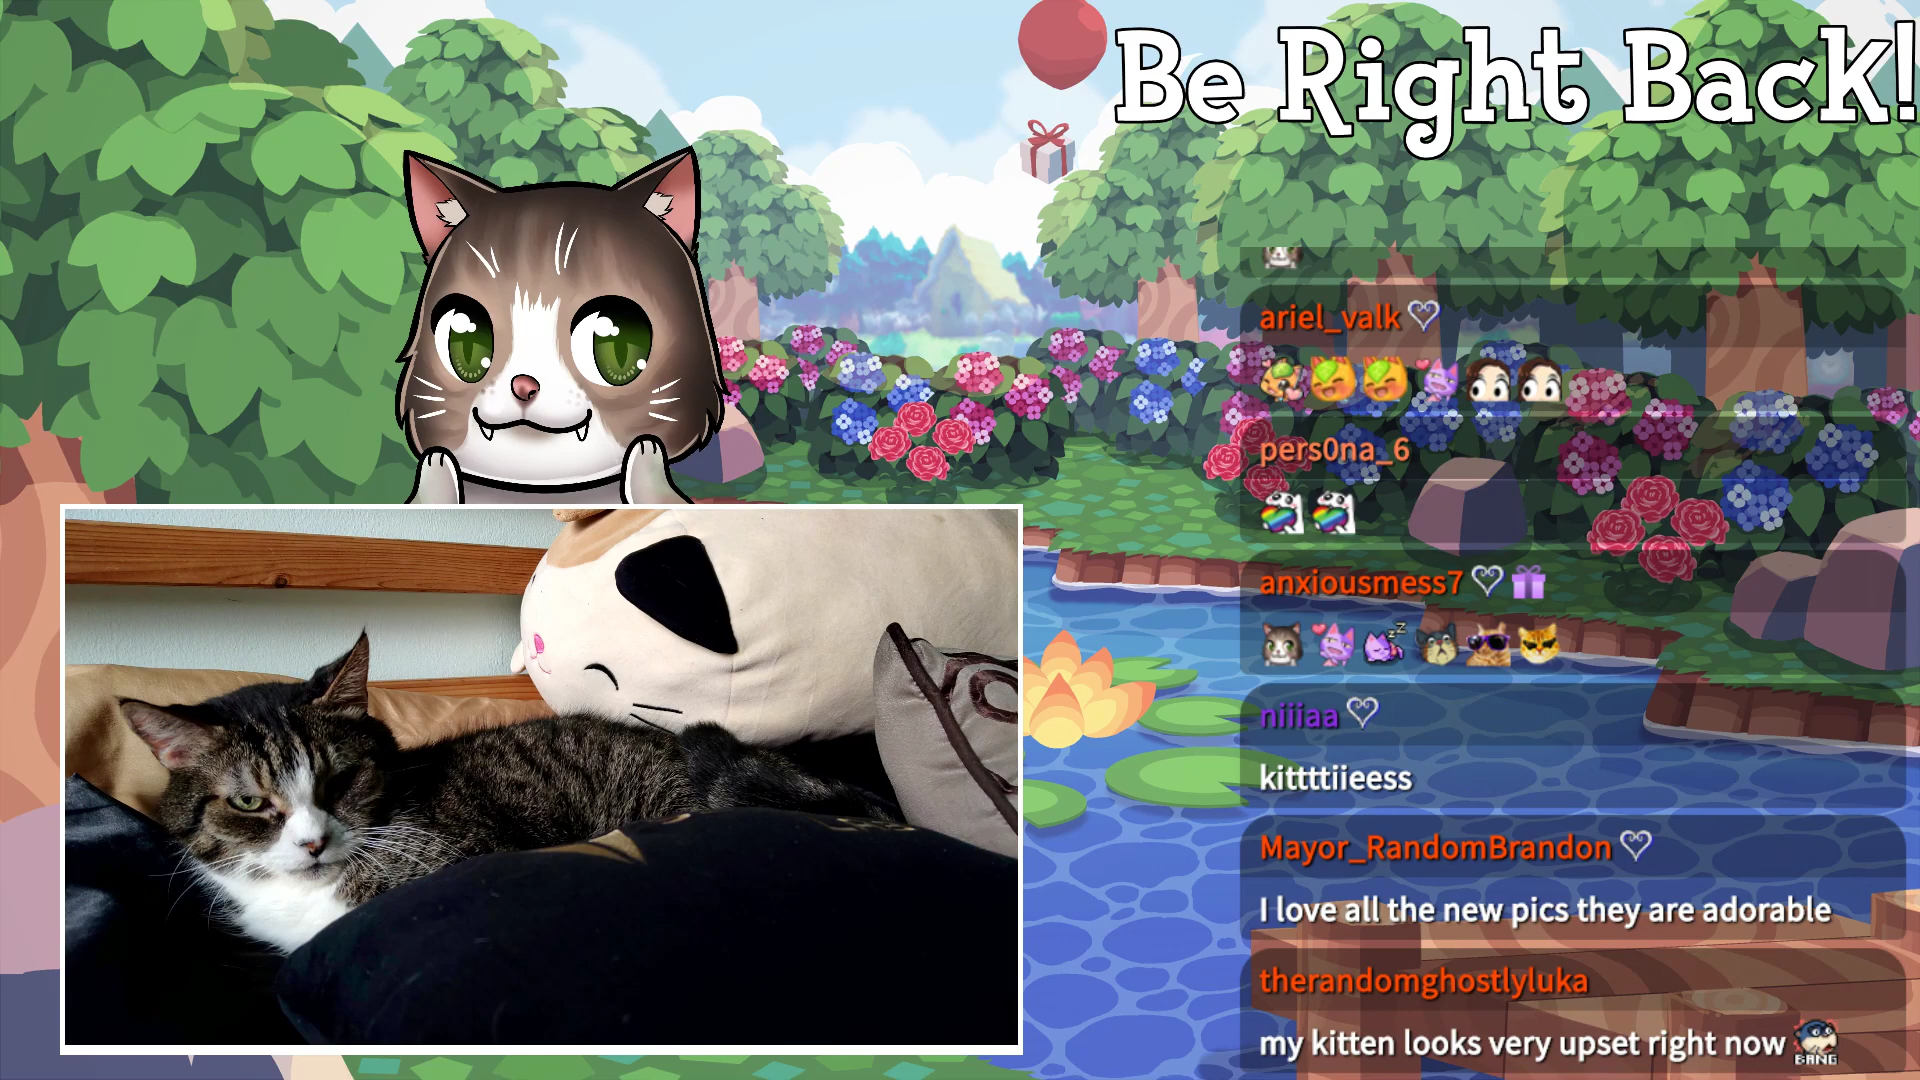 Be Right Back!
ariel_valk
pers0na_6
anxiousmess7
niiiaa
kittttiieess
Mayor_RandomBrandon
I love all the new pics they are adorable
therandomghostlyluka
my kitten looks very upset right now
BANG